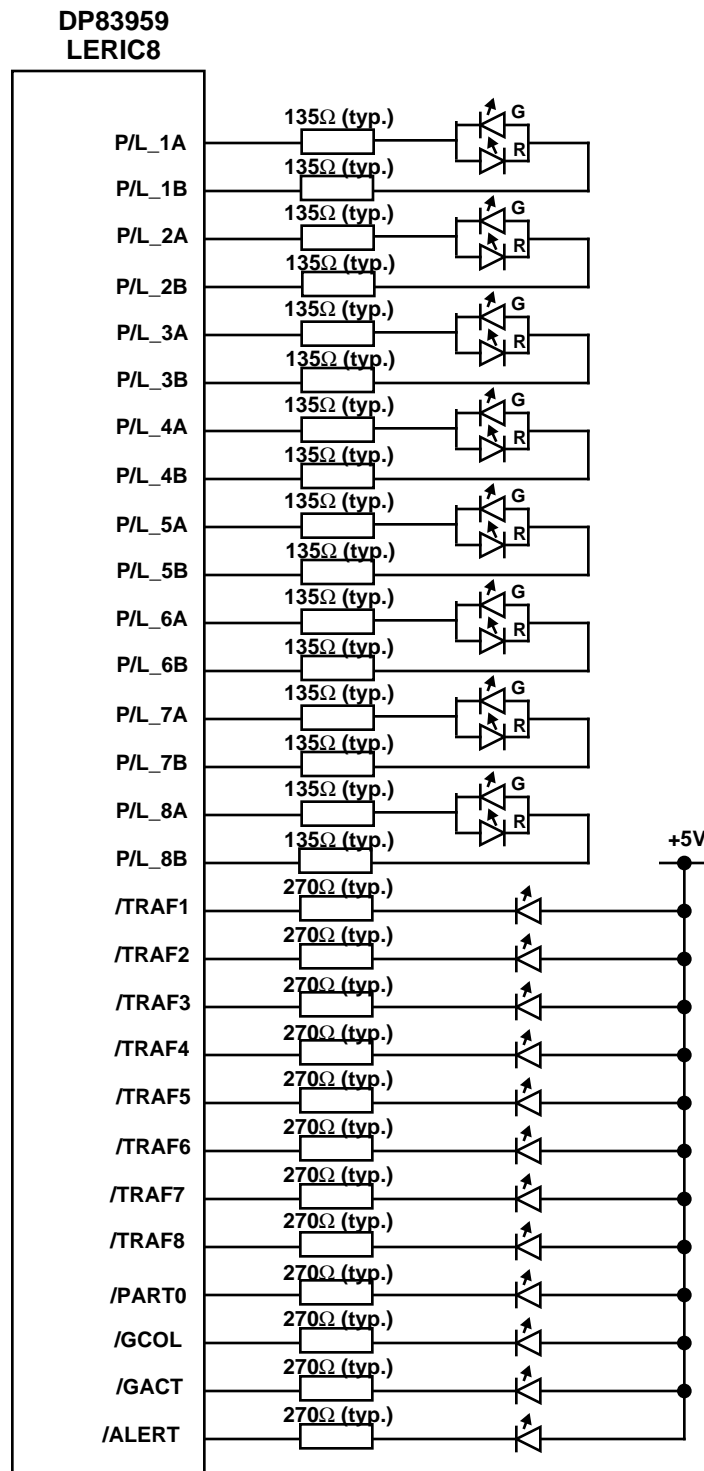 DP83959
LERIC8
135Ω (typ.)
G
P/L_1A
R
135Ω (typ.)
P/L_1B
135Ω (typ.)
G
P/L_2A
R
135Ω (typ.)
P/L_2B
135Ω (typ.)
G
P/L_3A
R
135Ω (typ.)
P/L_3B
135Ω (typ.)
G
P/L_4A
R
135Ω (typ.)
P/L_4B
135Ω (typ.)
G
P/L_5A
R
135Ω (typ.)
P/L_5B
135Ω (typ.)
G
P/L_6A
R
135Ω (typ.)
P/L_6B
135Ω (typ.)
G
P/L_7A
R
135Ω (typ.)
P/L_7B
135Ω (typ.)
G
P/L_8A
R
135Ω (typ.)
+5V
P/L_8B
270Ω (typ.)
/TRAF1
270Ω (typ.)
/TRAF2
270Ω (typ.)
/TRAF3
270Ω (typ.)
/TRAF4
270Ω (typ.)
/TRAF5
270Ω (typ.)
/TRAF6
270Ω (typ.)
/TRAF7
270Ω (typ.)
/TRAF8
270Ω (typ.)
/PART0
270Ω (typ.)
/GCOL
270Ω (typ.)
/GACT
270Ω (typ.)
/ALERT